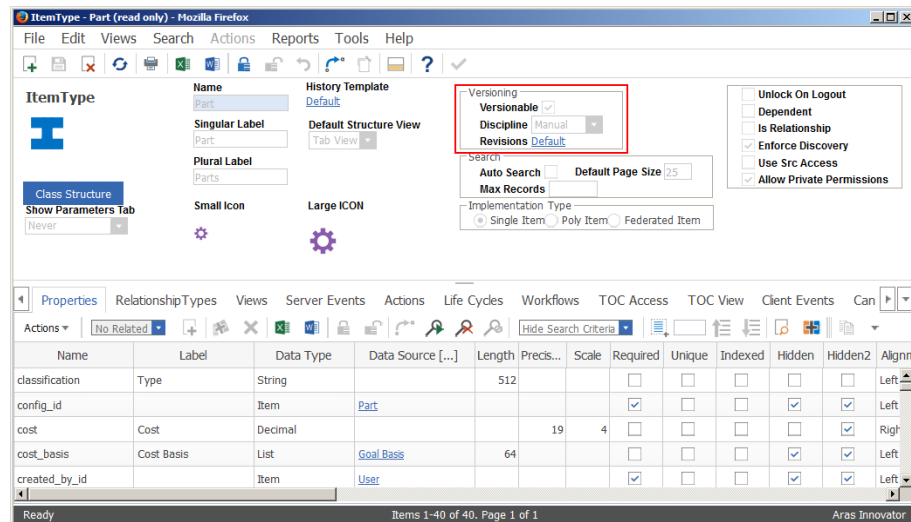 ItemType - Part (read only) - Mozilla Firefox
File Edit Views Search Actions Reports Tools Help
ItemType
Name
Part
History Template
Default
Singular Label
Part
Default Structure View
Tab View
Plural Label
Parts
Class Structure
Show Parameters Tab
Never
Small Icon
Large ICON
Versioning
Versionable
Discipline Manual
Revisions Default
Search
Auto Search Default Page Size 25
Max Records
Implementation Type
Single Item Poly Item Federated Item
Unlock On Logout
Dependent
Is Relationship
Enforce Discovery
Use Src Access
Allow Private Permissions
Properties RelationshipTypes Views Server Events Actions Life Cycles Workflows TOC Access TOC View Client Events Can
Actions No Related Hide Search Criteria
Name Label Data Type Data Source [...] Length Precis... Scale Required Unique Indexed Hidden Hidden2 Alignn
classification Type String 512 Left
config_id Item Part Left
cost Cost Decimal 19 4 Righ
cost_basis Cost Basis List Goal Basis 64 Left
created_by_id Item User Left
Ready Items 1-40 of 40. Page 1 of 1 Aras Innovator